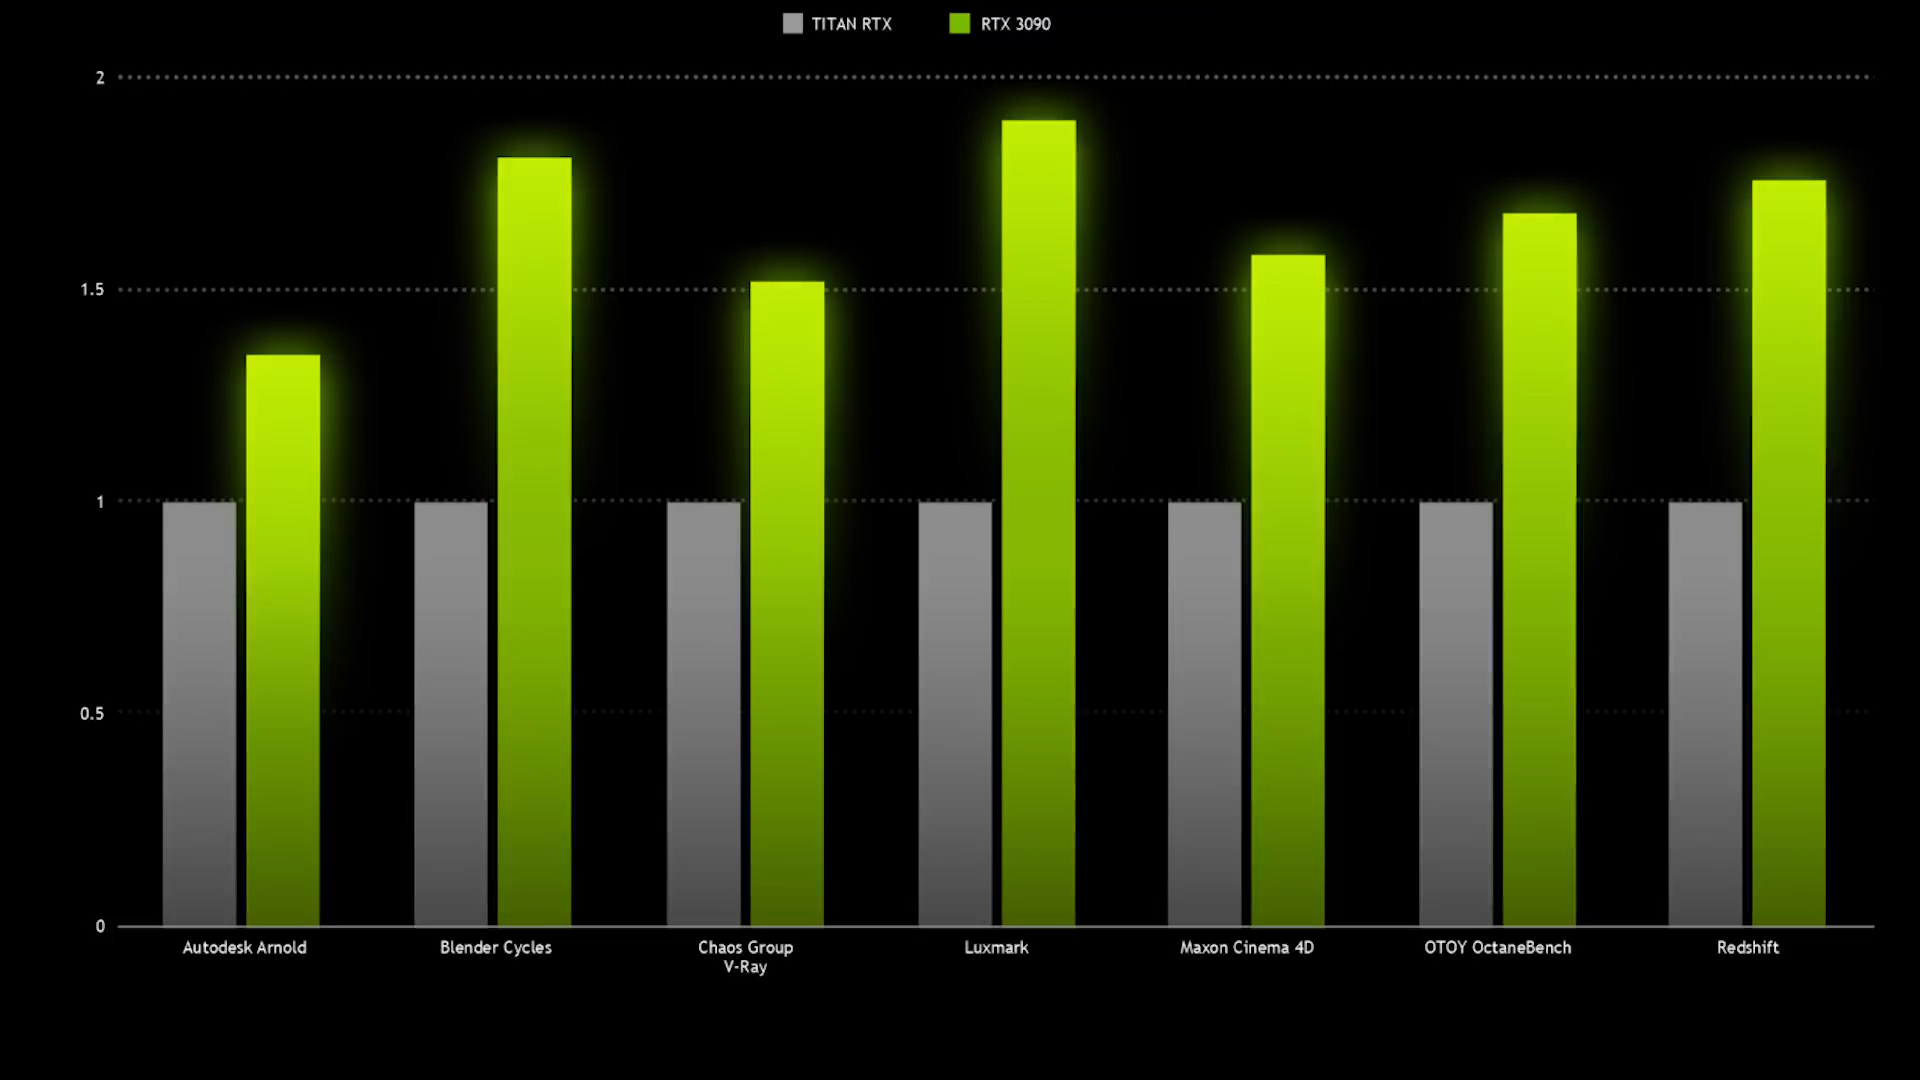 TITAN RTX
RTX 3090
2
1.5
1
0.5
0
Autodesk Arnold
Blender Cycles
Chaos Group
V-Ray
Luxmark
Maxon Cinema 4D
OTOY OctaneBench
Redshift